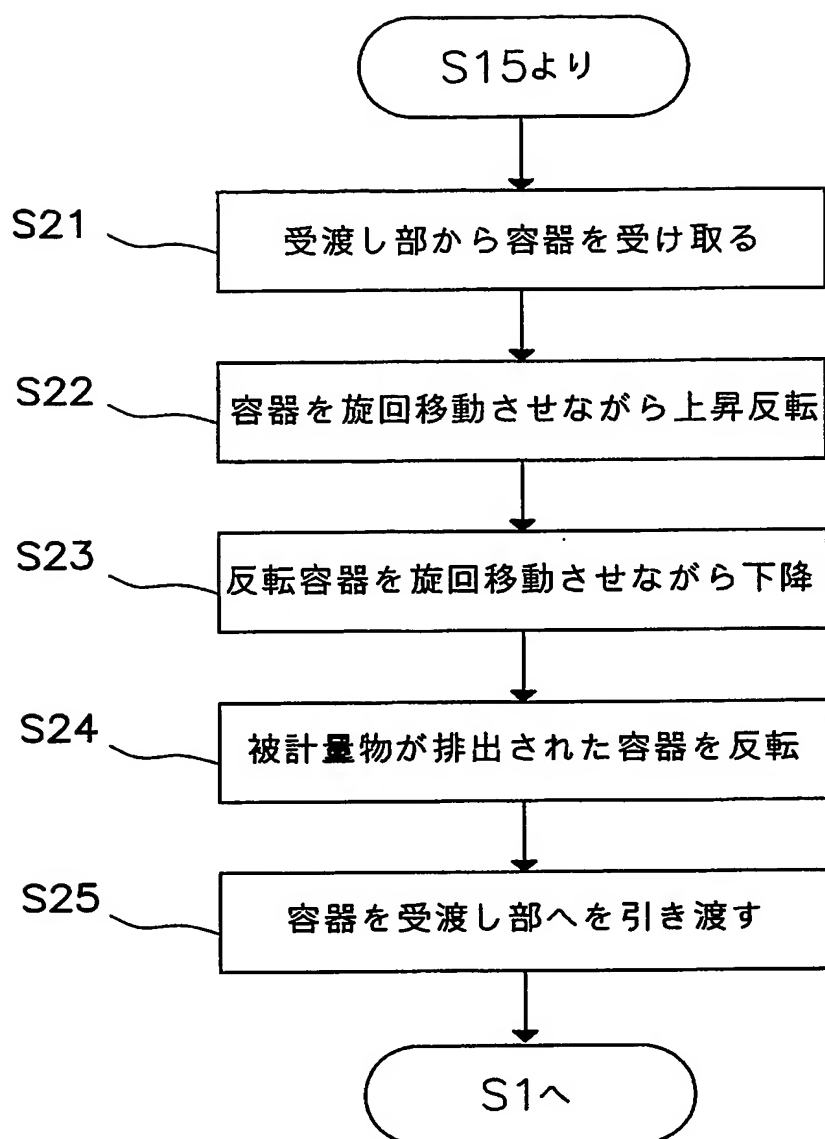 S15より
S21
受渡し部から容器を受け取る
S22
容器を旋回移動させながら上昇反転
S23
反転容器を旋回移動させながら下降
S24
被計量物が排出された容器を反転
S25
容器を受渡し部へを引き渡す
S1へ